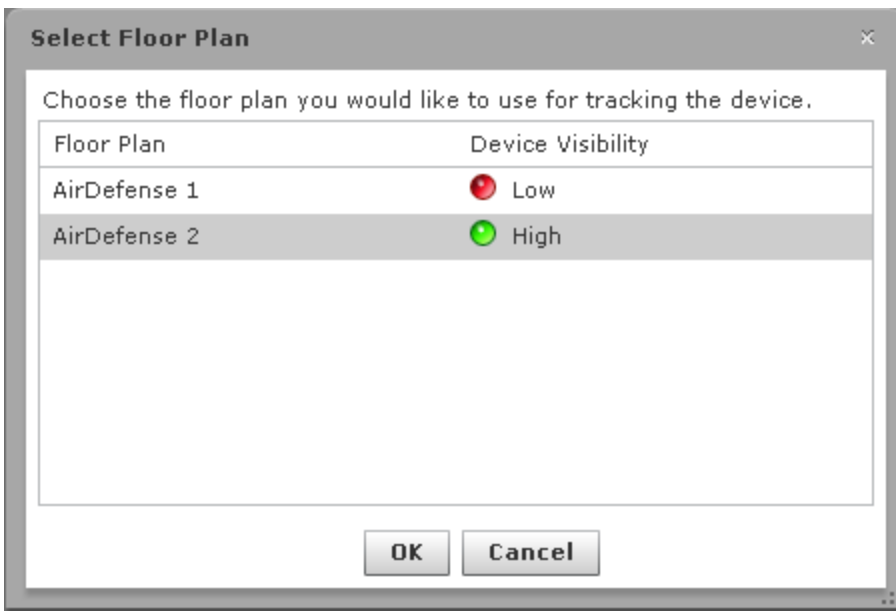 Select Floor Plan
Choose the floor plan you would like to use for tracking the device.
Floor Plan Device Visibility
AirDefense 1 Low
AirDefense 2 High
OK Cancel